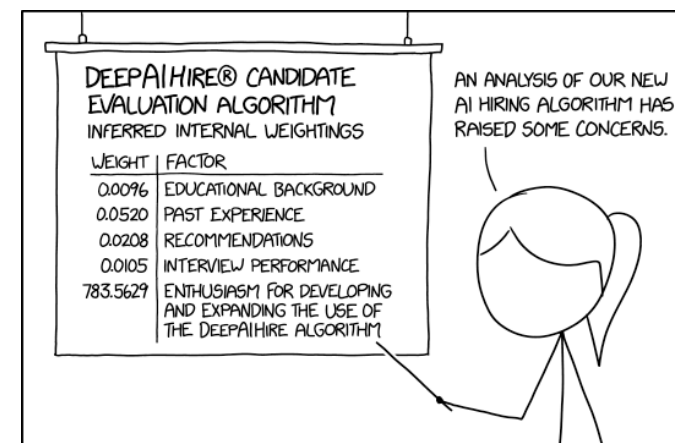 DEEPAIHIRE® CANDIDATE
EVALUATION ALGORITHM
INFERRED INTERNAL WEIGHTINGS
WEIGHT FACTOR
0.0096 EDUCATIONAL BACKGROUND
0.0520 PAST EXPERIENCE
0.0208 RECOMMENDATIONS
0.0105 INTERVIEW PERFORMANCE
783.5629 ENTHUSIASM FOR DEVELOPING
AND EXPANDING THE USE OF
THE DEEPAIHIRE ALGORITHM
AN ANALYSIS OF OUR NEW
AI HIRING ALGORITHM HAS
RAISED SOME CONCERNS.